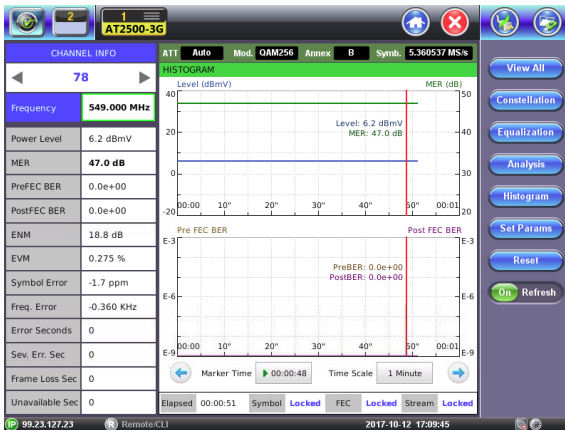 2
1
AT2500-3G
CHANNEL INFO
78
Frequency 549.000 MHz
Power Level 6.2 dBmV
MER 47.0 dB
PreFEC BER 0.0e+00
PostFEC BER 0.0e+00
ENM 18.8 dB
EVM 0.275 %
Symbol Error -1.7 ppm
Freq. Error -0.360 KHz
Error Seconds 0
Sev. Err. Sec 0
Frame Loss Sec 0
Unavailable Sec 0
ATT Auto Mod. QAM256 Annex B Symb. 5.360537 MS/s
HISTOGRAM
Level (dBmV) MER (dB)
40 50
Level: 6.2 dBmV
MER: 47.0 dB
20 40
0 30
00:00 10" 20" 30" 40" 50" 00:01
-20 20
Pre FEC BER Post FEC BER
E-3 E-3
PreBER: 0.0e+00
PostBER: 0.0e+00
E-6 E-6
00:00 10" 20" 30" 40" 50" 00:01
E-9 E-9
Marker Time 00:00:48 Time Scale 1 Minute
Elapsed 00:00:51 Symbol Locked FEC Locked Stream Locked
View All
Constellation
Equalization
Analysis
Histogram
Set Params
Reset
On Refresh
IP 99.23.127.23 R Remote/CLI 2017-10-12 17:09:45